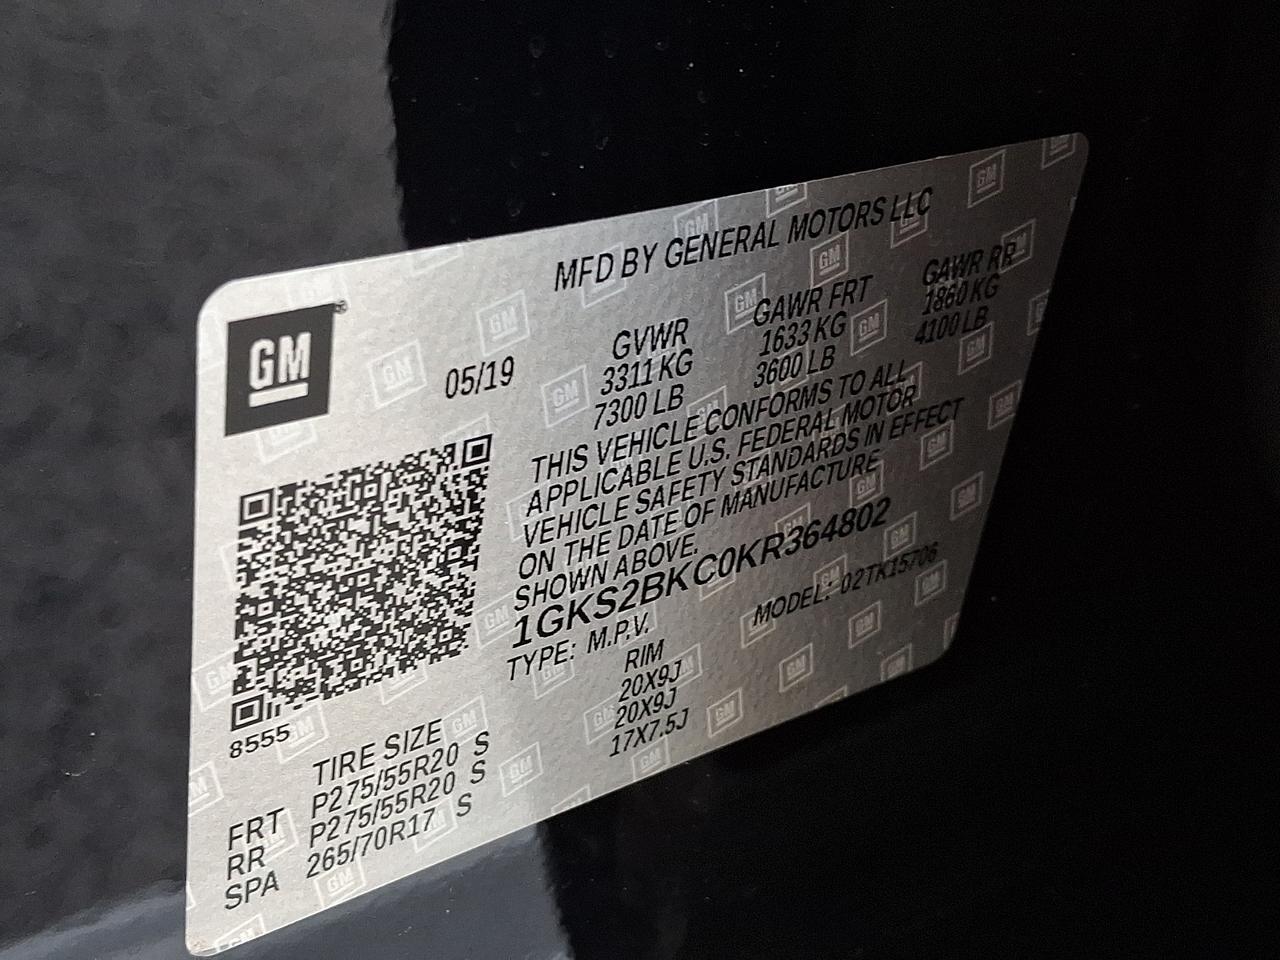 MFD BY GENERAL MOTORS LLC
GM
05/19
GVWR GAWR FRT GAWR RR
3311 KG 1633 KG 1860 KG
7300 LB 3600 LB 4100 LB
THIS VEHICLE CONFORMS TO ALL
APPLICABLE U.S. FEDERAL MOTOR
VEHICLE SAFETY STANDARDS IN EFFECT
ON THE DATE OF MANUFACTURE
SHOWN ABOVE.
1GKS2BKC0KR364802
TYPE: M.P.V. MODEL: 02TK15706
8555
TIRE SIZE RIM
FRT P275/55R20 S 20X9J
RR P275/55R20 S 20X9J
SPA 265/70R17 S 17X7.5J